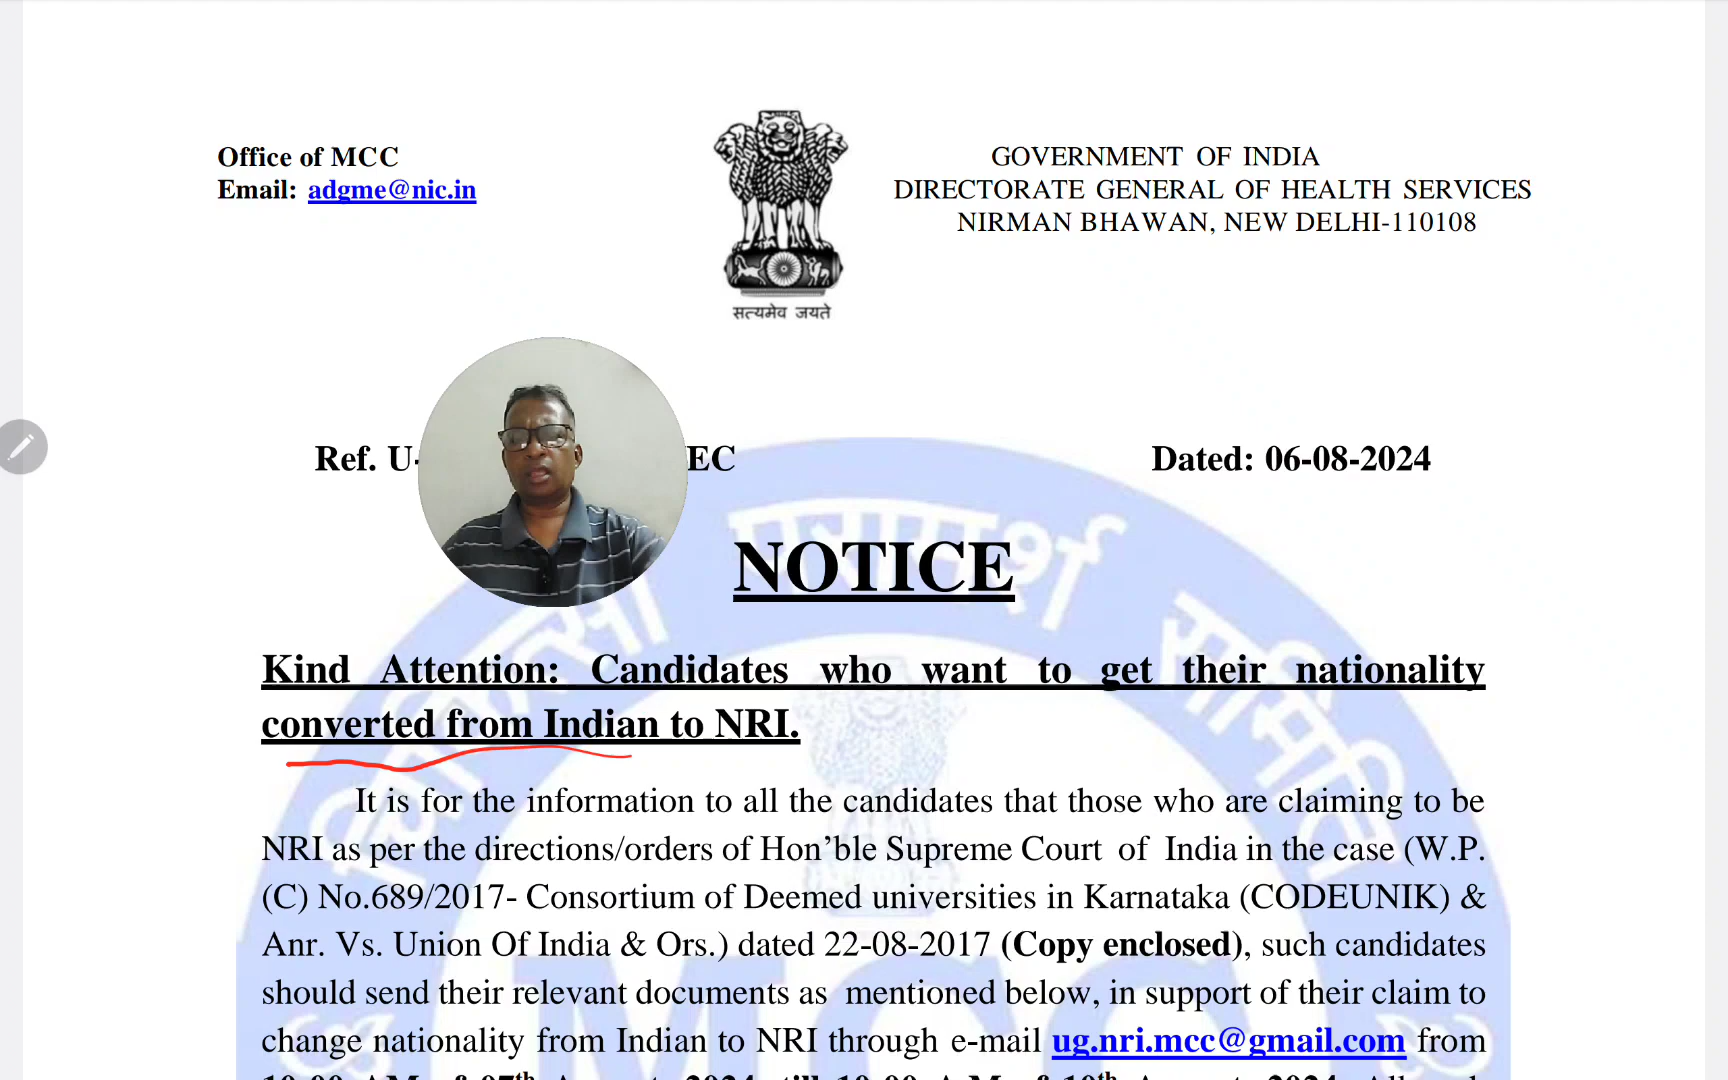 Office of MCC
Email: adgme@nic.in
GOVERNMENT OF INDIA
DIRECTORATE GENERAL OF HEALTH SERVICES
NIRMAN BHAWAN, NEW DELHI-110108
सत्यमेव जयते
Ref. U- EC Dated: 06-08-2024
NOTICE
Kind Attention: Candidates who want to get their nationality
converted from Indian to NRI.
It is for the information to all the candidates that those who are claiming to be
NRI as per the directions/orders of Hon’ble Supreme Court of India in the case (W.P.
(C) No.689/2017- Consortium of Deemed universities in Karnataka (CODEUNIK) &
Anr. Vs. Union Of India & Ors.) dated 22-08-2017 (Copy enclosed), such candidates
should send their relevant documents as mentioned below, in support of their claim to
change nationality from Indian to NRI through e-mail ug.nri.mcc@gmail.com from
MCC